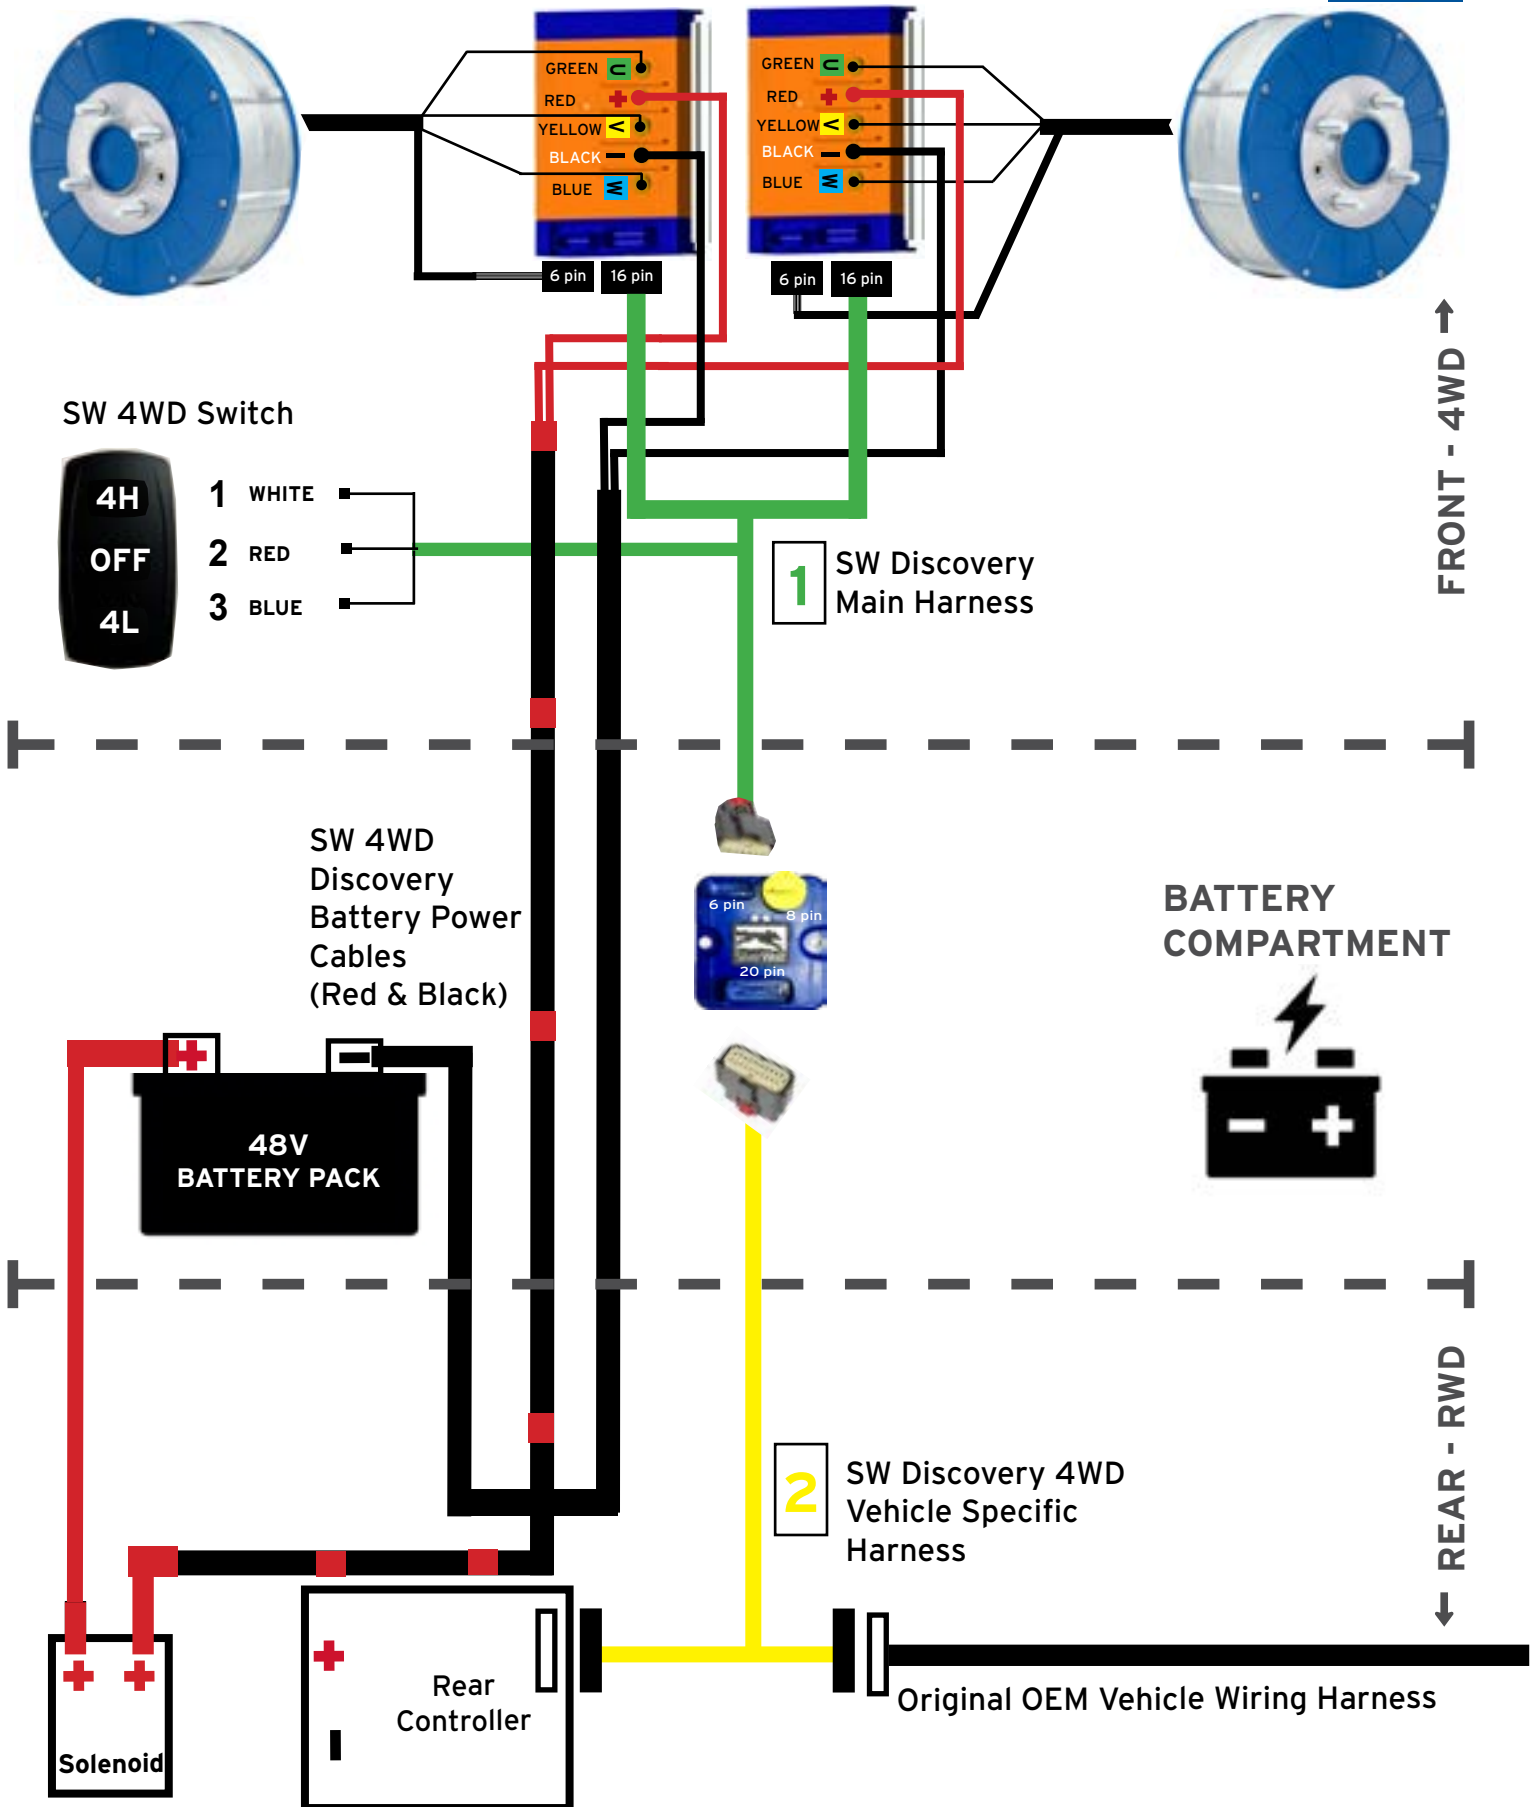 GREEN U
RED +
YELLOW V
BLACK –
BLUE W
6 pin 16 pin
GREEN U
RED +
YELLOW V
BLACK –
BLUE W
6 pin 16 pin
FRONT - 4WD
SW 4WD Switch
4H
OFF
4L
1 WHITE
2 RED
3 BLUE
1
SW Discovery
Main Harness
SW 4WD
Discovery
Battery Power
Cables
(Red & Black)
6 pin
8 pin
20 pin
BATTERY
COMPARTMENT
– +
+ –
48V
BATTERY PACK
REAR - RWD
2
SW Discovery 4WD
Vehicle Specific
Harness
+ +
Solenoid
+
–
Rear
Controller
Original OEM Vehicle Wiring Harness